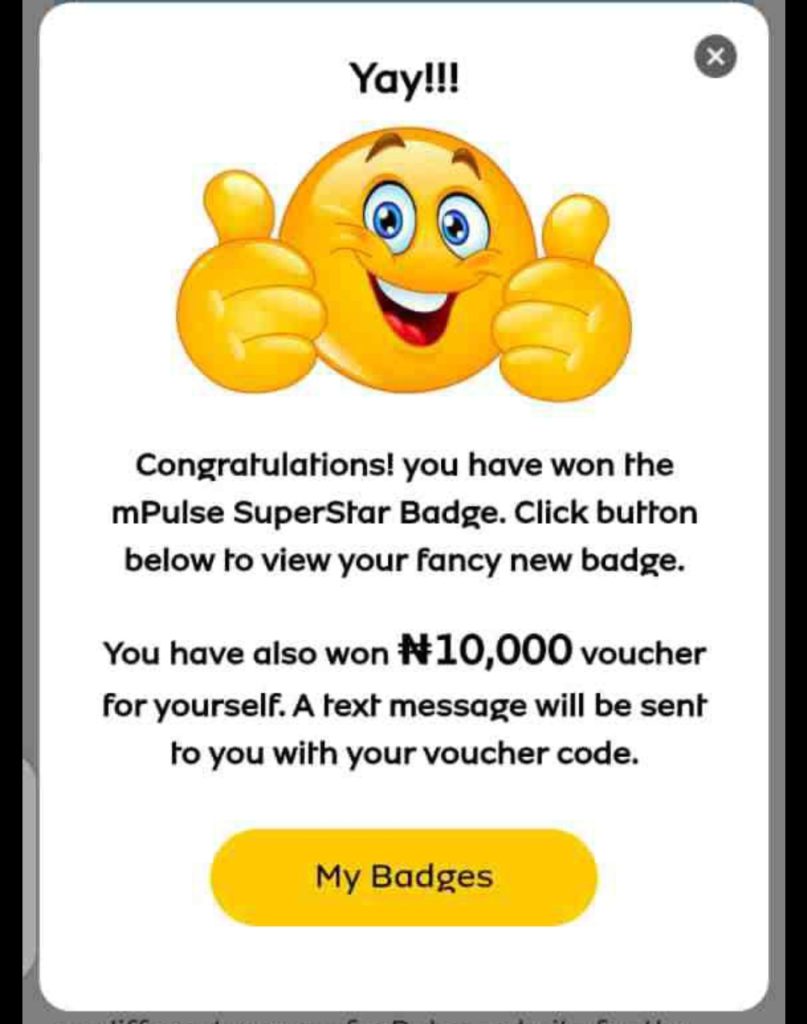 Yay!!!
Congratulations! you have won the
mPulse SuperStar Badge. Click button
below to view your fancy new badge.
You have also won ₦10,000 voucher
for yourself. A text message will be sent
to you with your voucher code.
My Badges